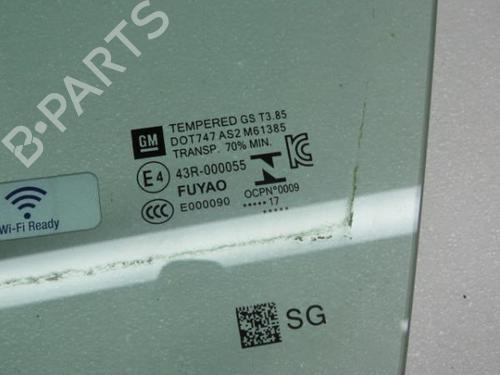 B-PARTS
GM
TEMPERED GS T3.85
DOT747 AS2 M61385
TRANSP. 70% MIN.
E4 43R-000055
FUYAO
CCC E000090
OCPN°0009
..... 17 .....
Wi-Fi Ready
SG